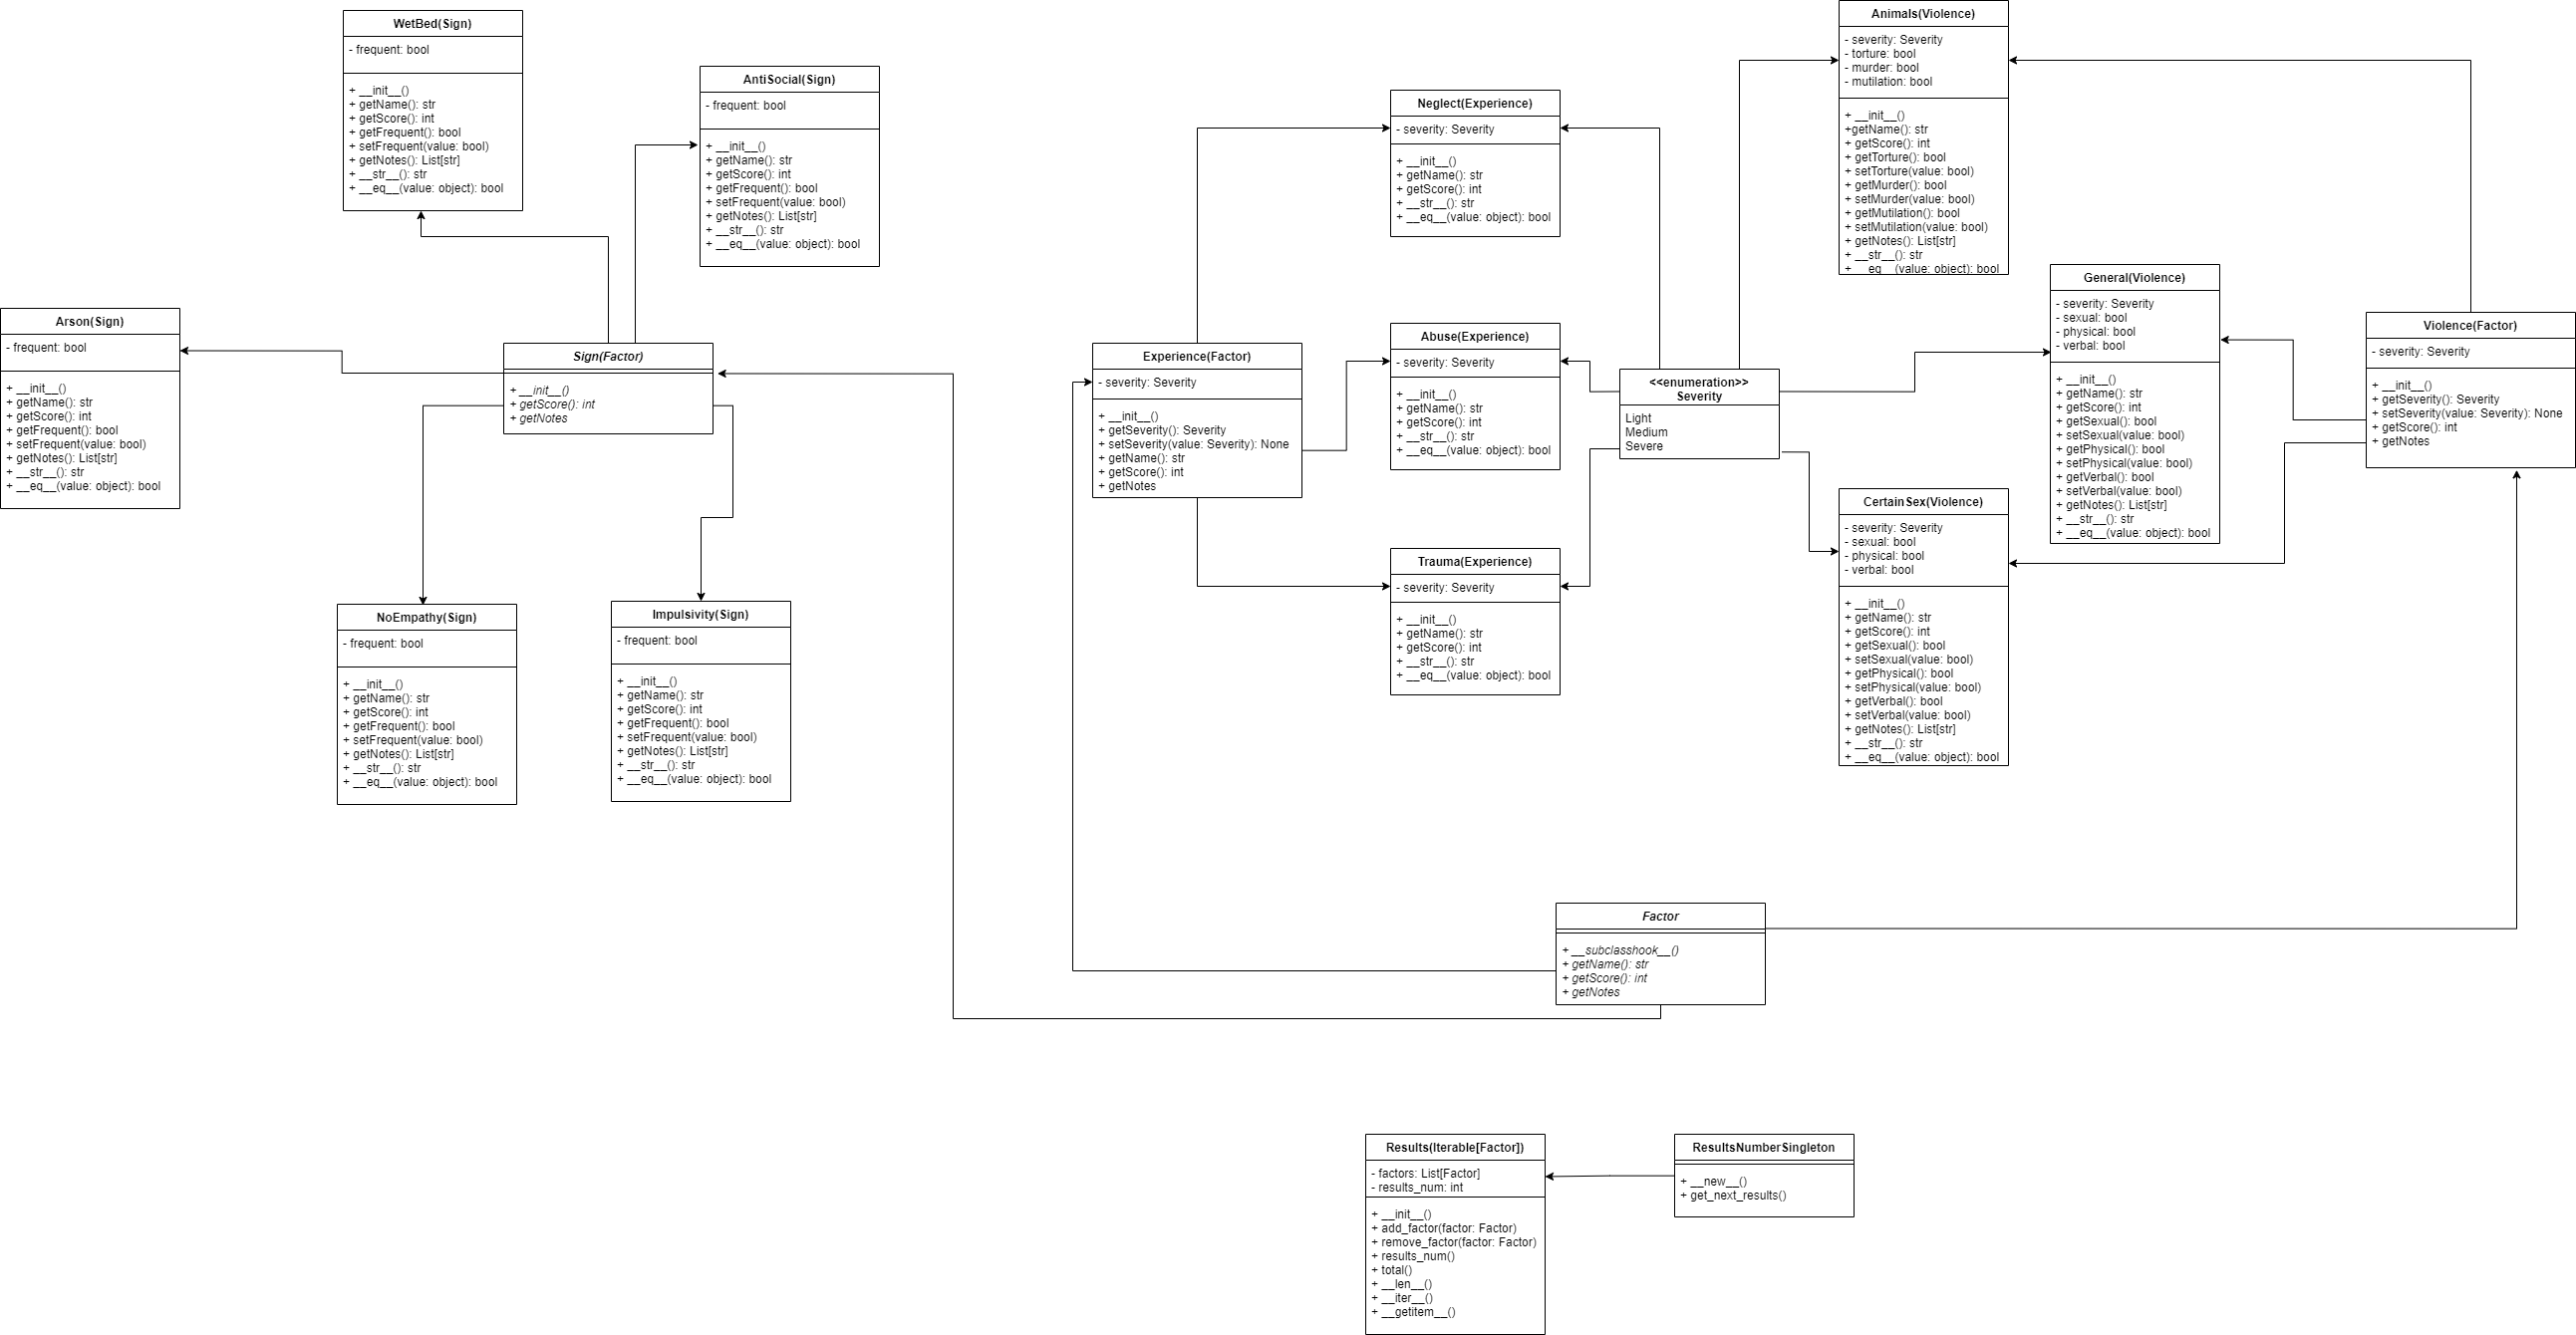 WetBed(Sign)
- frequent: bool
+ __init__()
+ getName(): str
+ getScore(): int
+ getFrequent(): bool
+ setFrequent(value: bool)
+ getNotes(): List[str]
+ __str__(): str
+ __eq__(value: object): bool
AntiSocial(Sign)
- frequent: bool
+ __init__()
+ getName(): str
+ getScore(): int
+ getFrequent(): bool
+ setFrequent(value: bool)
+ getNotes(): List[str]
+ __str__(): str
+ __eq__(value: object): bool
Arson(Sign)
- frequent: bool
+ __init__()
+ getName(): str
+ getScore(): int
+ getFrequent(): bool
+ setFrequent(value: bool)
+ getNotes(): List[str]
+ __str__(): str
+ __eq__(value: object): bool
Sign(Factor)
+ __init__()
+ getScore(): int
+ getNotes
NoEmpathy(Sign)
- frequent: bool
+ __init__()
+ getName(): str
+ getScore(): int
+ getFrequent(): bool
+ setFrequent(value: bool)
+ getNotes(): List[str]
+ __str__(): str
+ __eq__(value: object): bool
Impulsivity(Sign)
- frequent: bool
+ __init__()
+ getName(): str
+ getScore(): int
+ getFrequent(): bool
+ setFrequent(value: bool)
+ getNotes(): List[str]
+ __str__(): str
+ __eq__(value: object): bool
Neglect(Experience)
- severity: Severity
+ __init__()
+ getName(): str
+ getScore(): int
+ __str__(): str
+ __eq__(value: object): bool
Experience(Factor)
- severity: Severity
+ __init__()
+ getSeverity(): Severity
+ setSeverity(value: Severity): None
+ getName(): str
+ getScore(): int
+ getNotes
Abuse(Experience)
- severity: Severity
+ __init__()
+ getName(): str
+ getScore(): int
+ __str__(): str
+ __eq__(value: object): bool
Trauma(Experience)
- severity: Severity
+ __init__()
+ getName(): str
+ getScore(): int
+ __str__(): str
+ __eq__(value: object): bool
<<enumeration>>
Severity
Light
Medium
Severe
Animals(Violence)
- severity: Severity
- torture: bool
- murder: bool
- mutilation: bool
+ __init__()
+getName(): str
+ getScore(): int
+ getTorture(): bool
+ setTorture(value: bool)
+ getMurder(): bool
+ setMurder(value: bool)
+ getMutilation(): bool
+ setMutilation(value: bool)
+ getNotes(): List[str]
+ __str__(): str
+ __eq__(value: object): bool
General(Violence)
- severity: Severity
- sexual: bool
- physical: bool
- verbal: bool
+ __init__()
+ getName(): str
+ getScore(): int
+ getSexual(): bool
+ setSexual(value: bool)
+ getPhysical(): bool
+ setPhysical(value: bool)
+ getVerbal(): bool
+ setVerbal(value: bool)
+ getNotes(): List[str]
+ __str__(): str
+ __eq__(value: object): bool
Violence(Factor)
- severity: Severity
+ __init__()
+ getSeverity(): Severity
+ setSeverity(value: Severity): None
+ getScore(): int
+ getNotes
CertainSex(Violence)
- severity: Severity
- sexual: bool
- physical: bool
- verbal: bool
+ __init__()
+ getName(): str
+ getScore(): int
+ getSexual(): bool
+ setSexual(value: bool)
+ getPhysical(): bool
+ setPhysical(value: bool)
+ getVerbal(): bool
+ setVerbal(value: bool)
+ getNotes(): List[str]
+ __str__(): str
+ __eq__(value: object): bool
Factor
+ __subclasshook__()
+ getName(): str
+ getScore(): int
+ getNotes
Results(Iterable[Factor])
- factors: List[Factor]
- results_num: int
+ __init__()
+ add_factor(factor: Factor)
+ remove_factor(factor: Factor)
+ results_num()
+ total()
+ __len__()
+ __iter__()
+ __getitem__()
ResultsNumberSingleton
+ __new__()
+ get_next_results()